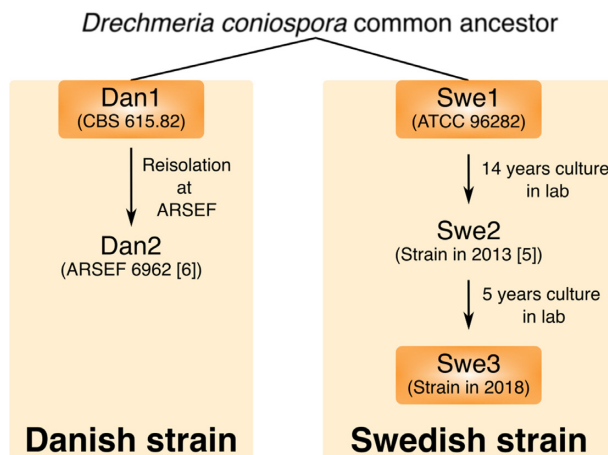 Drechmeria coniospora common ancestor
Dan1
(CBS 615.82)
Reisolation
at
ARSEF
Dan2
(ARSEF 6962 [6])
Danish strain
Swe1
(ATCC 96282)
14 years culture
in lab
Swe2
(Strain in 2013 [5])
5 years culture
in lab
Swe3
(Strain in 2018)
Swedish strain